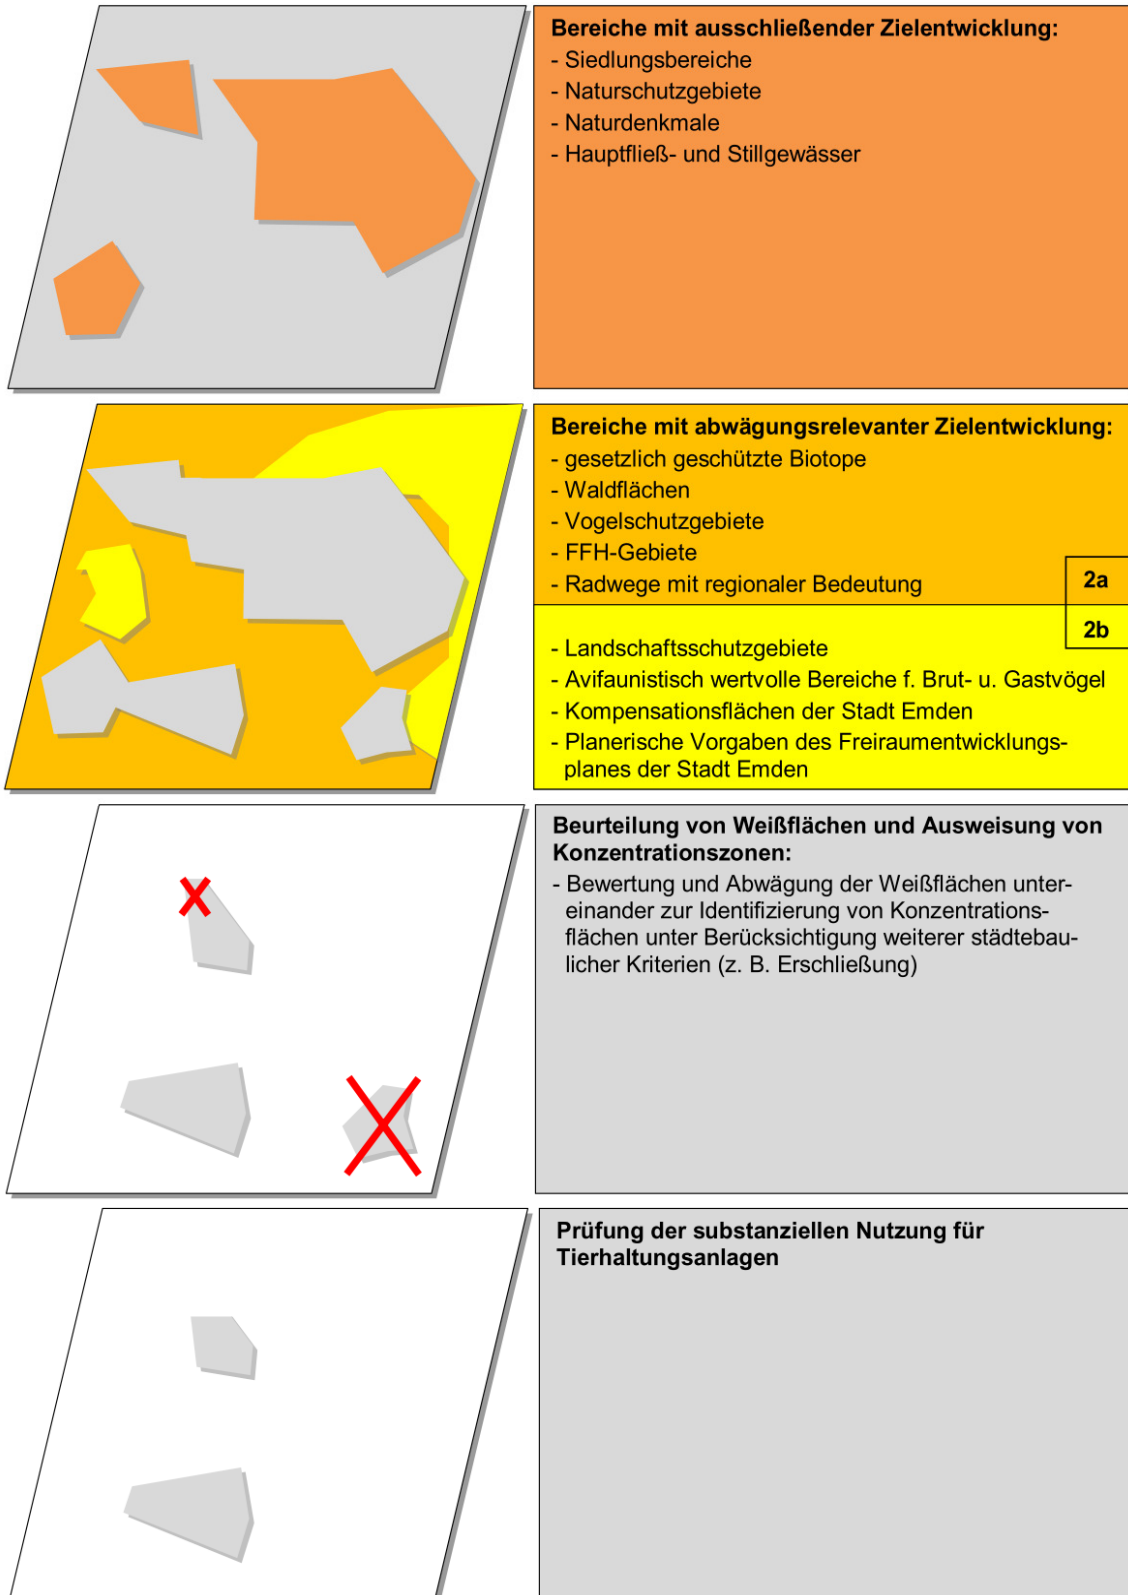 Bereiche mit ausschließender Zielentwicklung:
- Siedlungsbereiche
- Naturschutzgebiete
- Naturdenkmale
- Hauptfließ- und Stillgewässer
Bereiche mit abwägungsrelevanter Zielentwicklung:
- gesetzlich geschützte Biotope
- Waldflächen
- Vogelschutzgebiete
- FFH-Gebiete
- Radwege mit regionaler Bedeutung
2a
2b
- Landschaftsschutzgebiete
- Avifaunistisch wertvolle Bereiche f. Brut- u. Gastvögel
- Kompensationsflächen der Stadt Emden
- Planerische Vorgaben des Freiraumentwicklungs-
planes der Stadt Emden
Beurteilung von Weißflächen und Ausweisung von
Konzentrationszonen:
- Bewertung und Abwägung der Weißflächen unter-
einander zur Identifizierung von Konzentrations-
flächen unter Berücksichtigung weiterer städtebau-
licher Kriterien (z. B. Erschließung)
Prüfung der substanziellen Nutzung für
Tierhaltungsanlagen